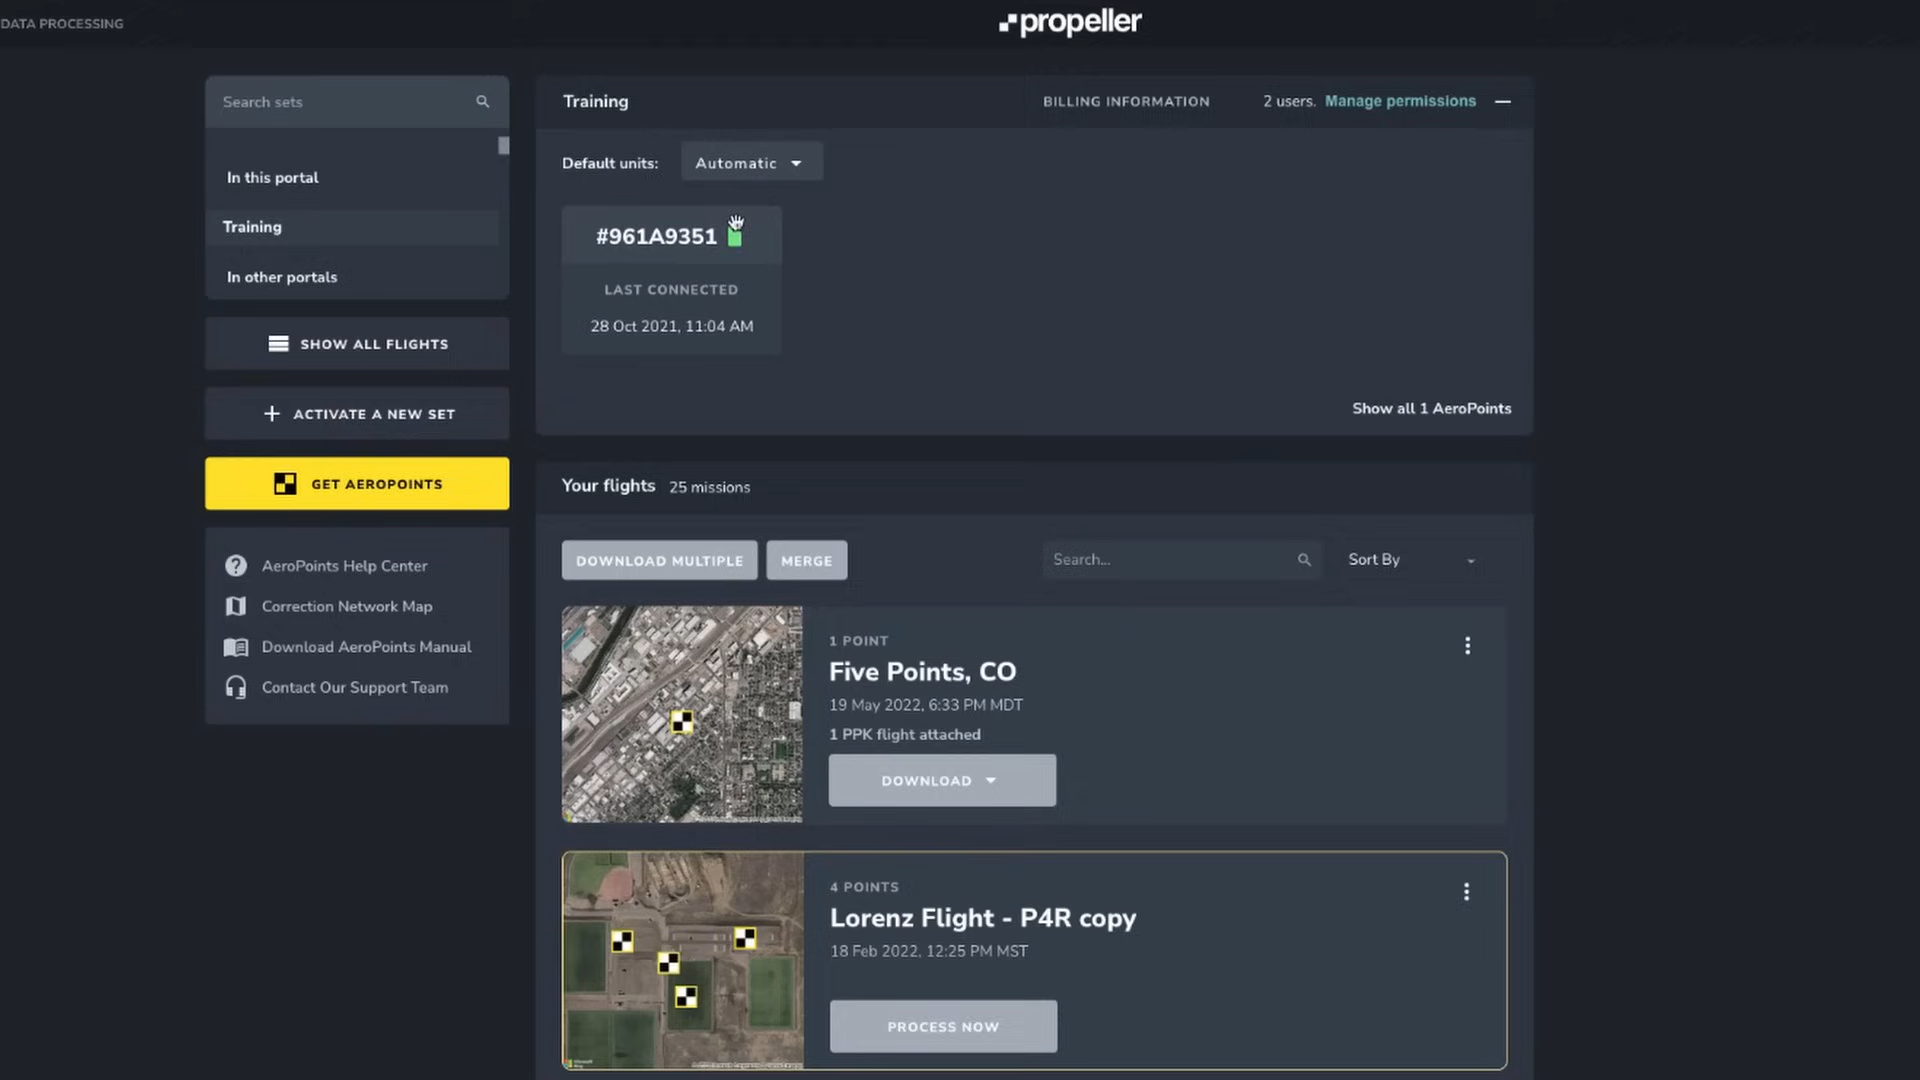 DATA PROCESSING
propeller
Search sets
In this portal
Training
In other portals
SHOW ALL FLIGHTS
ACTIVATE A NEW SET
GET AEROPOINTS
AeroPoints Help Center
Correction Network Map
Download AeroPoints Manual
Contact Our Support Team
Training
BILLING INFORMATION
2 users. Manage permissions
Default units: Automatic
#961A9351
LAST CONNECTED
28 Oct 2021, 11:04 AM
Show all 1 AeroPoints
Your flights 25 missions
DOWNLOAD MULTIPLE
MERGE
Search...
Sort By
1 POINT
Five Points, CO
19 May 2022, 6:33 PM MDT
1 PPK flight attached
DOWNLOAD
4 POINTS
Lorenz Flight - P4R copy
18 Feb 2022, 12:25 PM MST
PROCESS NOW